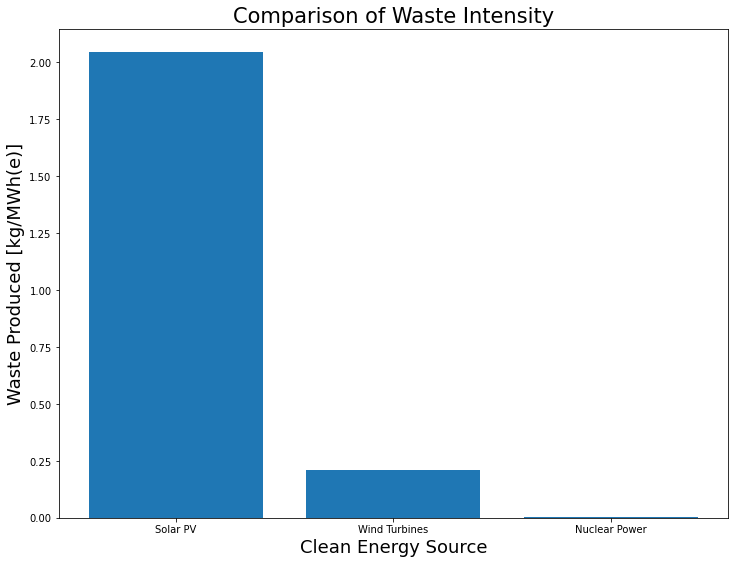 Comparison of Waste Intensity
Waste Produced [kg/MWh(e)]
2.00
1.75
1.50
1.25
1.00
0.75
0.50
0.25
0.00
Solar PV
Wind Turbines
Nuclear Power
Clean Energy Source